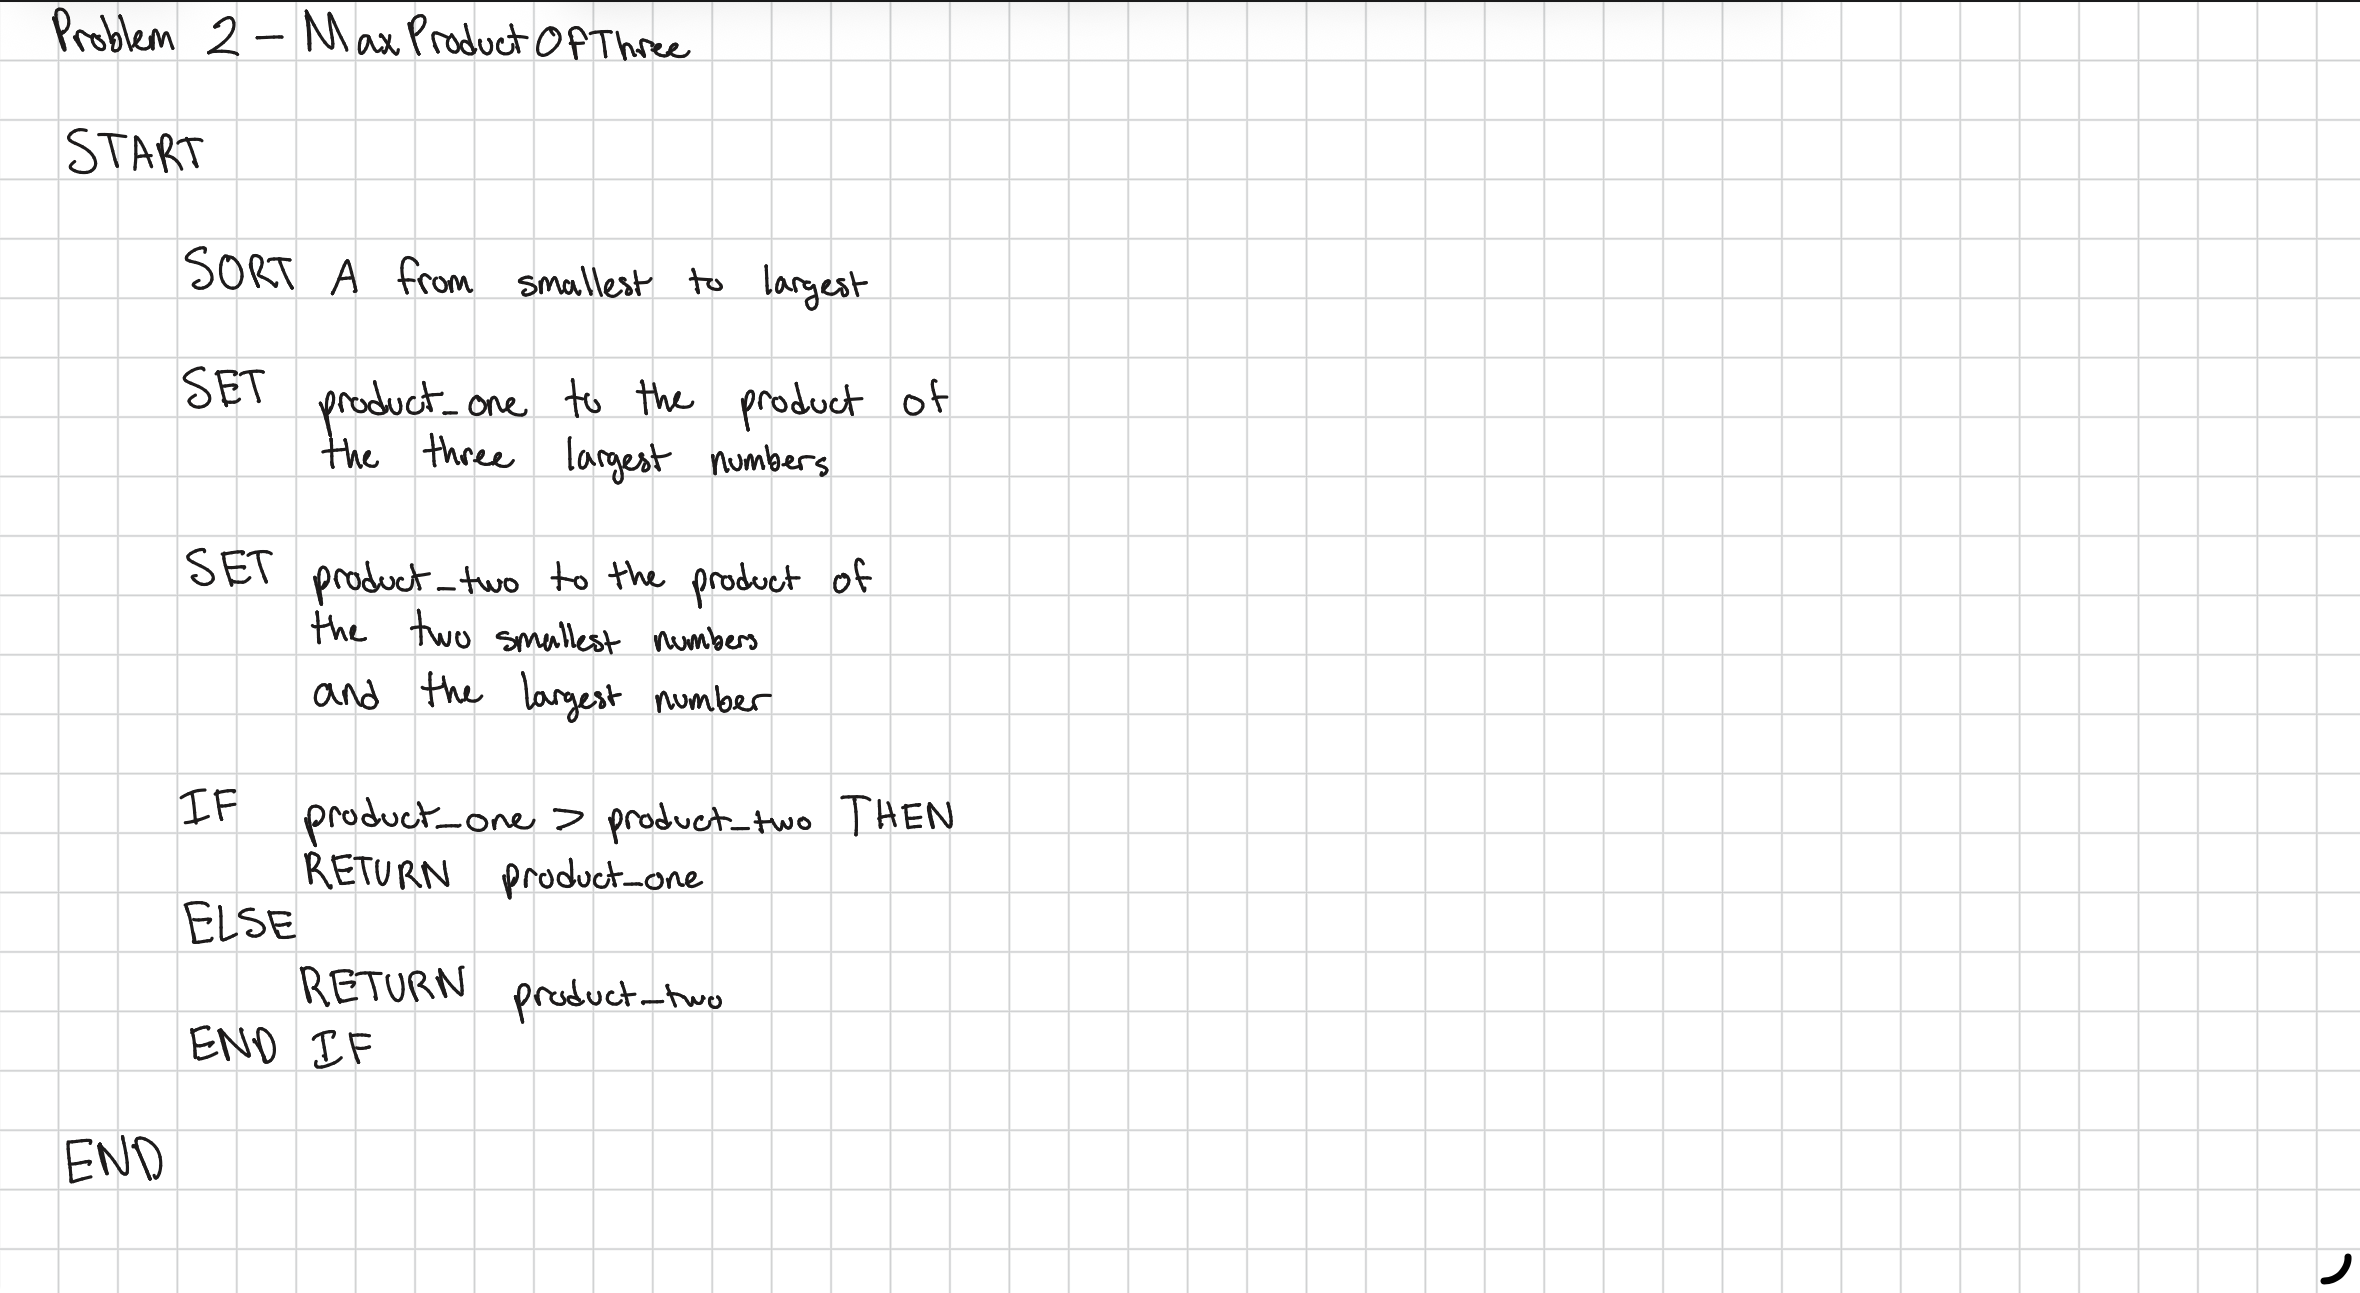 Problem 2 - MaxProductOfThree
START
SORT A from smallest to largest
SET product_one to the product of
the three largest numbers
SET product_two to the product of
the two smallest numbers
and the largest number
IF product_one > product_two THEN
RETURN product_one
ELSE
RETURN product_two
END IF
END